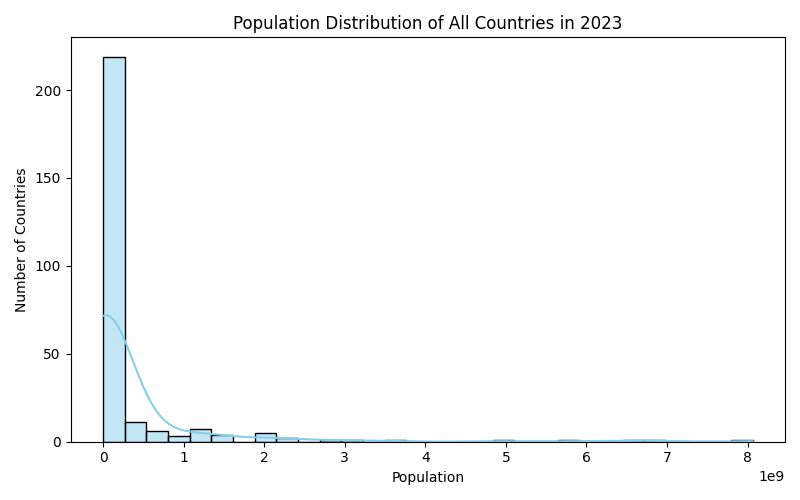 Population Distribution of All Countries in 2023
Number of Countries
200
150
100
50
0
0 1 2 3 4 5 6 7 8
1e9
Population